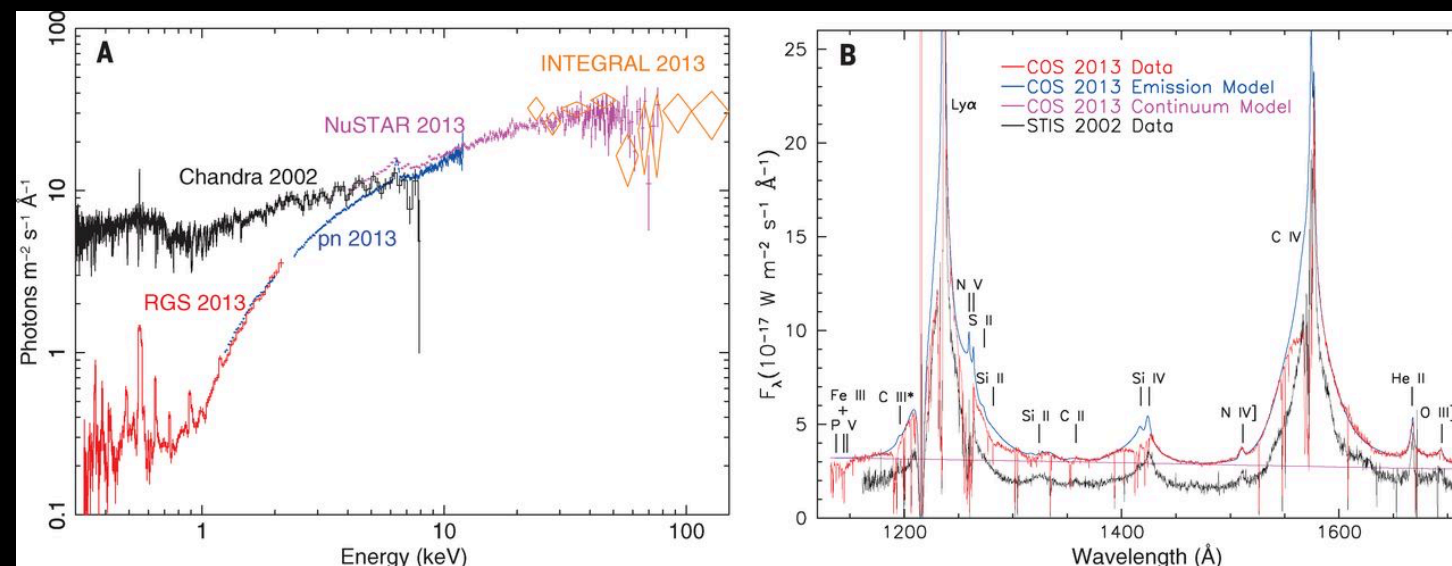 A
Photons m⁻² s⁻¹ Å⁻¹
100
10
1
0.1
INTEGRAL 2013
NuSTAR 2013
Chandra 2002
pn 2013
RGS 2013
1
10
100
Energy (keV)
B
F_λ(10⁻¹⁷ W m⁻² s⁻¹ Å⁻¹)
25
20
15
10
5
0
COS 2013 Data
COS 2013 Emission Model
COS 2013 Continuum Model
STIS 2002 Data
Lyα
C IV
N V
S II
Si II
Fe III
+
P V
C III*
Si II
C II
Si IV
N IV]
He II
O III]
1200
1400
1600
Wavelength (Å)